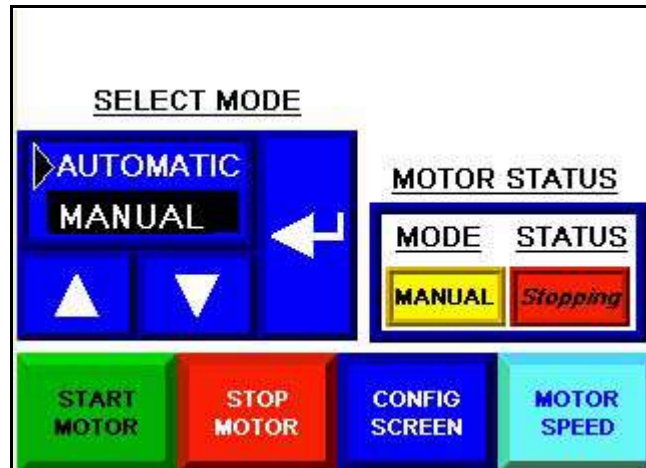 SELECT MODE
AUTOMATIC
MANUAL
MOTOR STATUS
MODE STATUS
MANUAL Stopping
START
MOTOR
STOP
MOTOR
CONFIG
SCREEN
MOTOR
SPEED